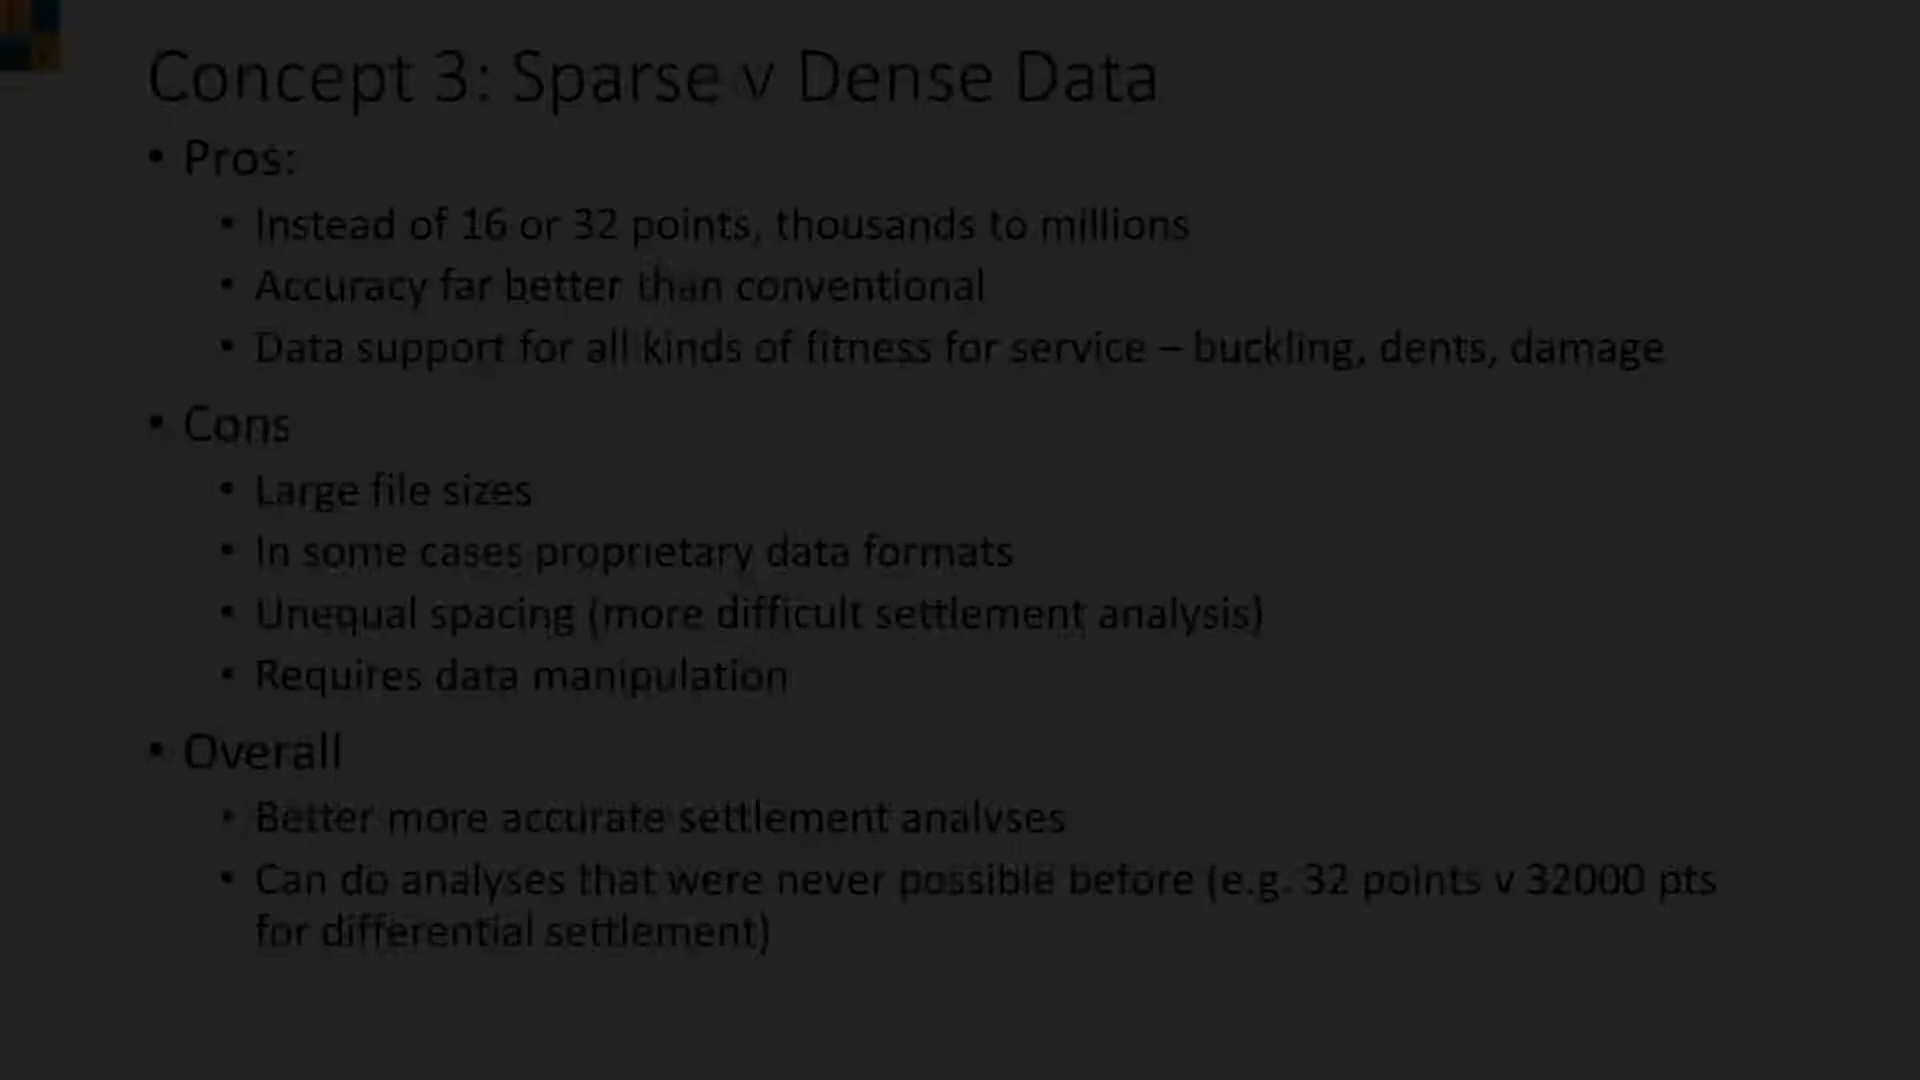 Concept 3: Sparse v Dense Data
• Pros:
• Instead of 16 or 32 points, thousands to millions
• Accuracy far better than conventional
• Data support for all kinds of fitness for service – buckling, dents, damage
• Cons
• Large file sizes
• In some cases proprietary data formats
• Unequal spacing (more difficult settlement analysis)
• Requires data manipulation
• Overall
• Better more accurate settlement analyses
• Can do analyses that were never possible before (e.g. 32 points v 32000 pts
for differential settlement)